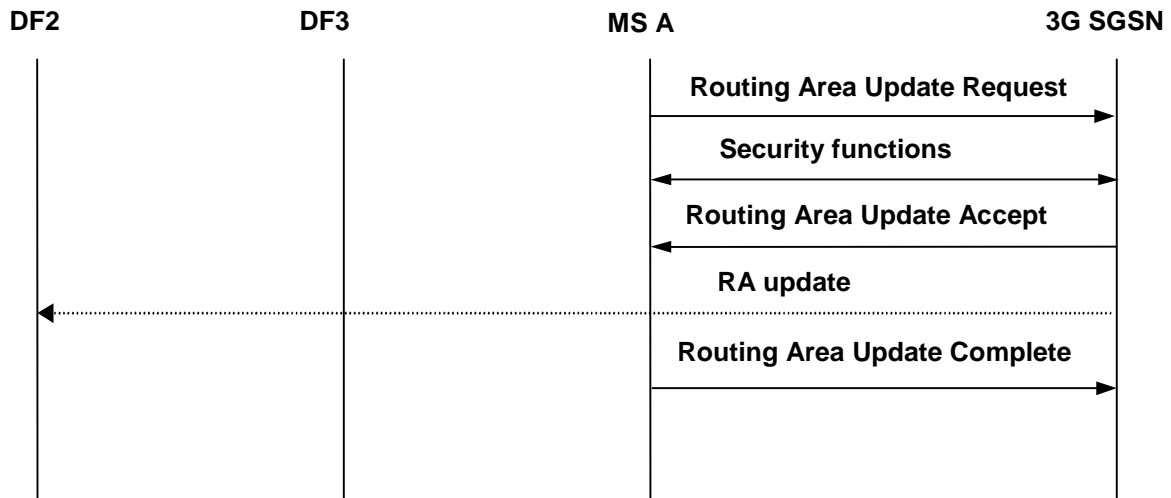 DF2
DF3
MS A
3G SGSN
Routing Area Update Request
Security functions
Routing Area Update Accept
RA update
Routing Area Update Complete